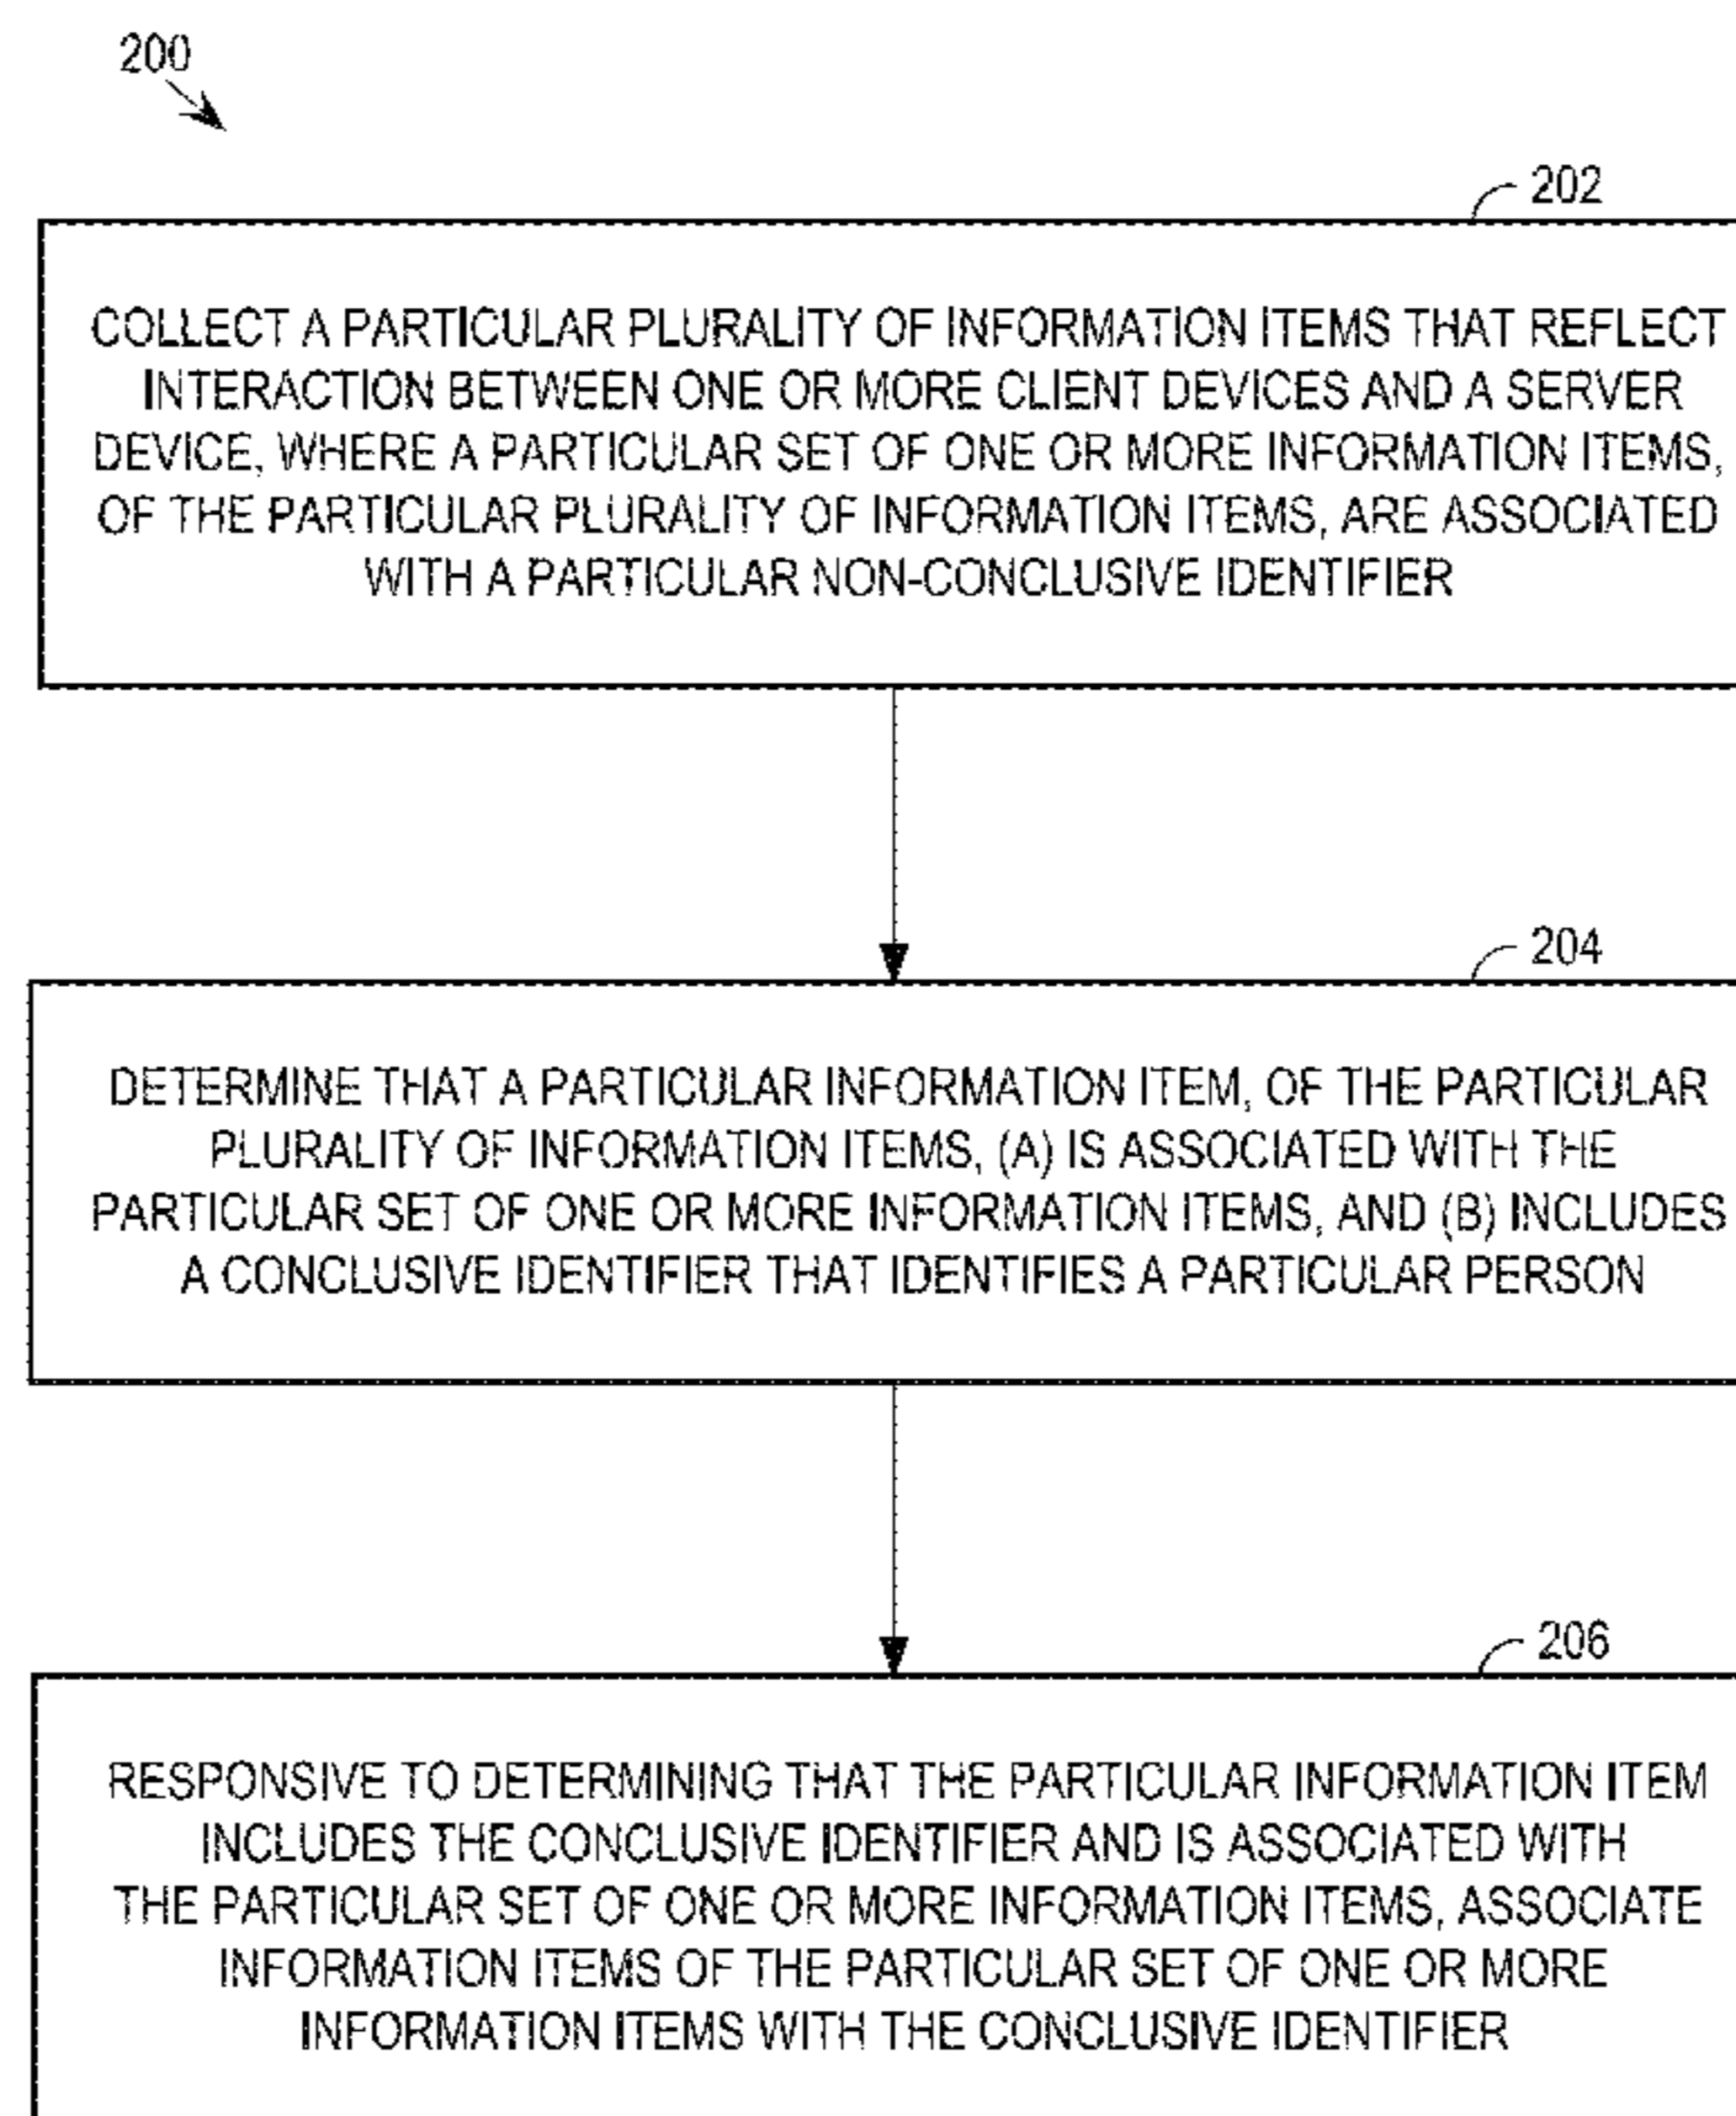 200
202
COLLECT A PARTICULAR PLURALITY OF INFORMATION ITEMS THAT REFLECT
INTERACTION BETWEEN ONE OR MORE CLIENT DEVICES AND A SERVER
DEVICE, WHERE A PARTICULAR SET OF ONE OR MORE INFORMATION ITEMS,
OF THE PARTICULAR PLURALITY OF INFORMATION ITEMS, ARE ASSOCIATED
WITH A PARTICULAR NON-CONCLUSIVE IDENTIFIER
204
DETERMINE THAT A PARTICULAR INFORMATION ITEM, OF THE PARTICULAR
PLURALITY OF INFORMATION ITEMS, (A) IS ASSOCIATED WITH THE
PARTICULAR SET OF ONE OR MORE INFORMATION ITEMS, AND (B) INCLUDES
A CONCLUSIVE IDENTIFIER THAT IDENTIFIES A PARTICULAR PERSON
206
RESPONSIVE TO DETERMINING THAT THE PARTICULAR INFORMATION ITEM
INCLUDES THE CONCLUSIVE IDENTIFIER AND IS ASSOCIATED WITH
THE PARTICULAR SET OF ONE OR MORE INFORMATION ITEMS, ASSOCIATE
INFORMATION ITEMS OF THE PARTICULAR SET OF ONE OR MORE
INFORMATION ITEMS WITH THE CONCLUSIVE IDENTIFIER